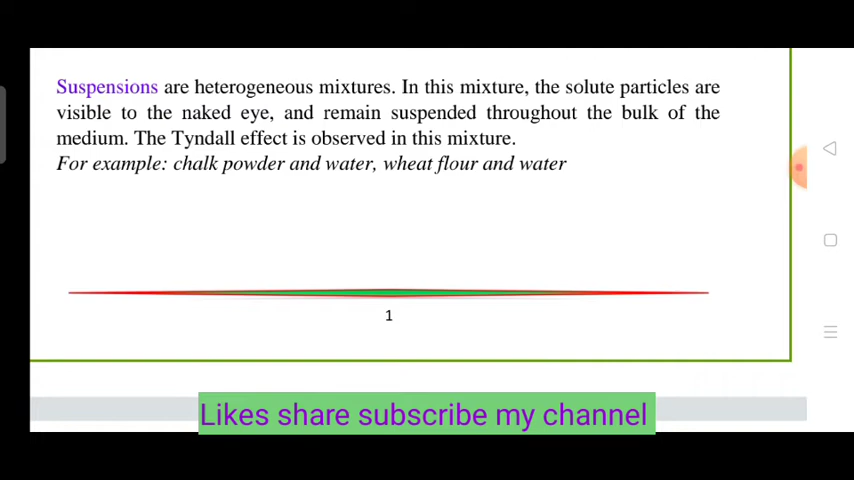 Suspensions are heterogeneous mixtures. In this mixture, the solute particles are
visible to the naked eye, and remain suspended throughout the bulk of the
medium. The Tyndall effect is observed in this mixture.
For example: chalk powder and water, wheat flour and water
1
Likes share subscribe my channel